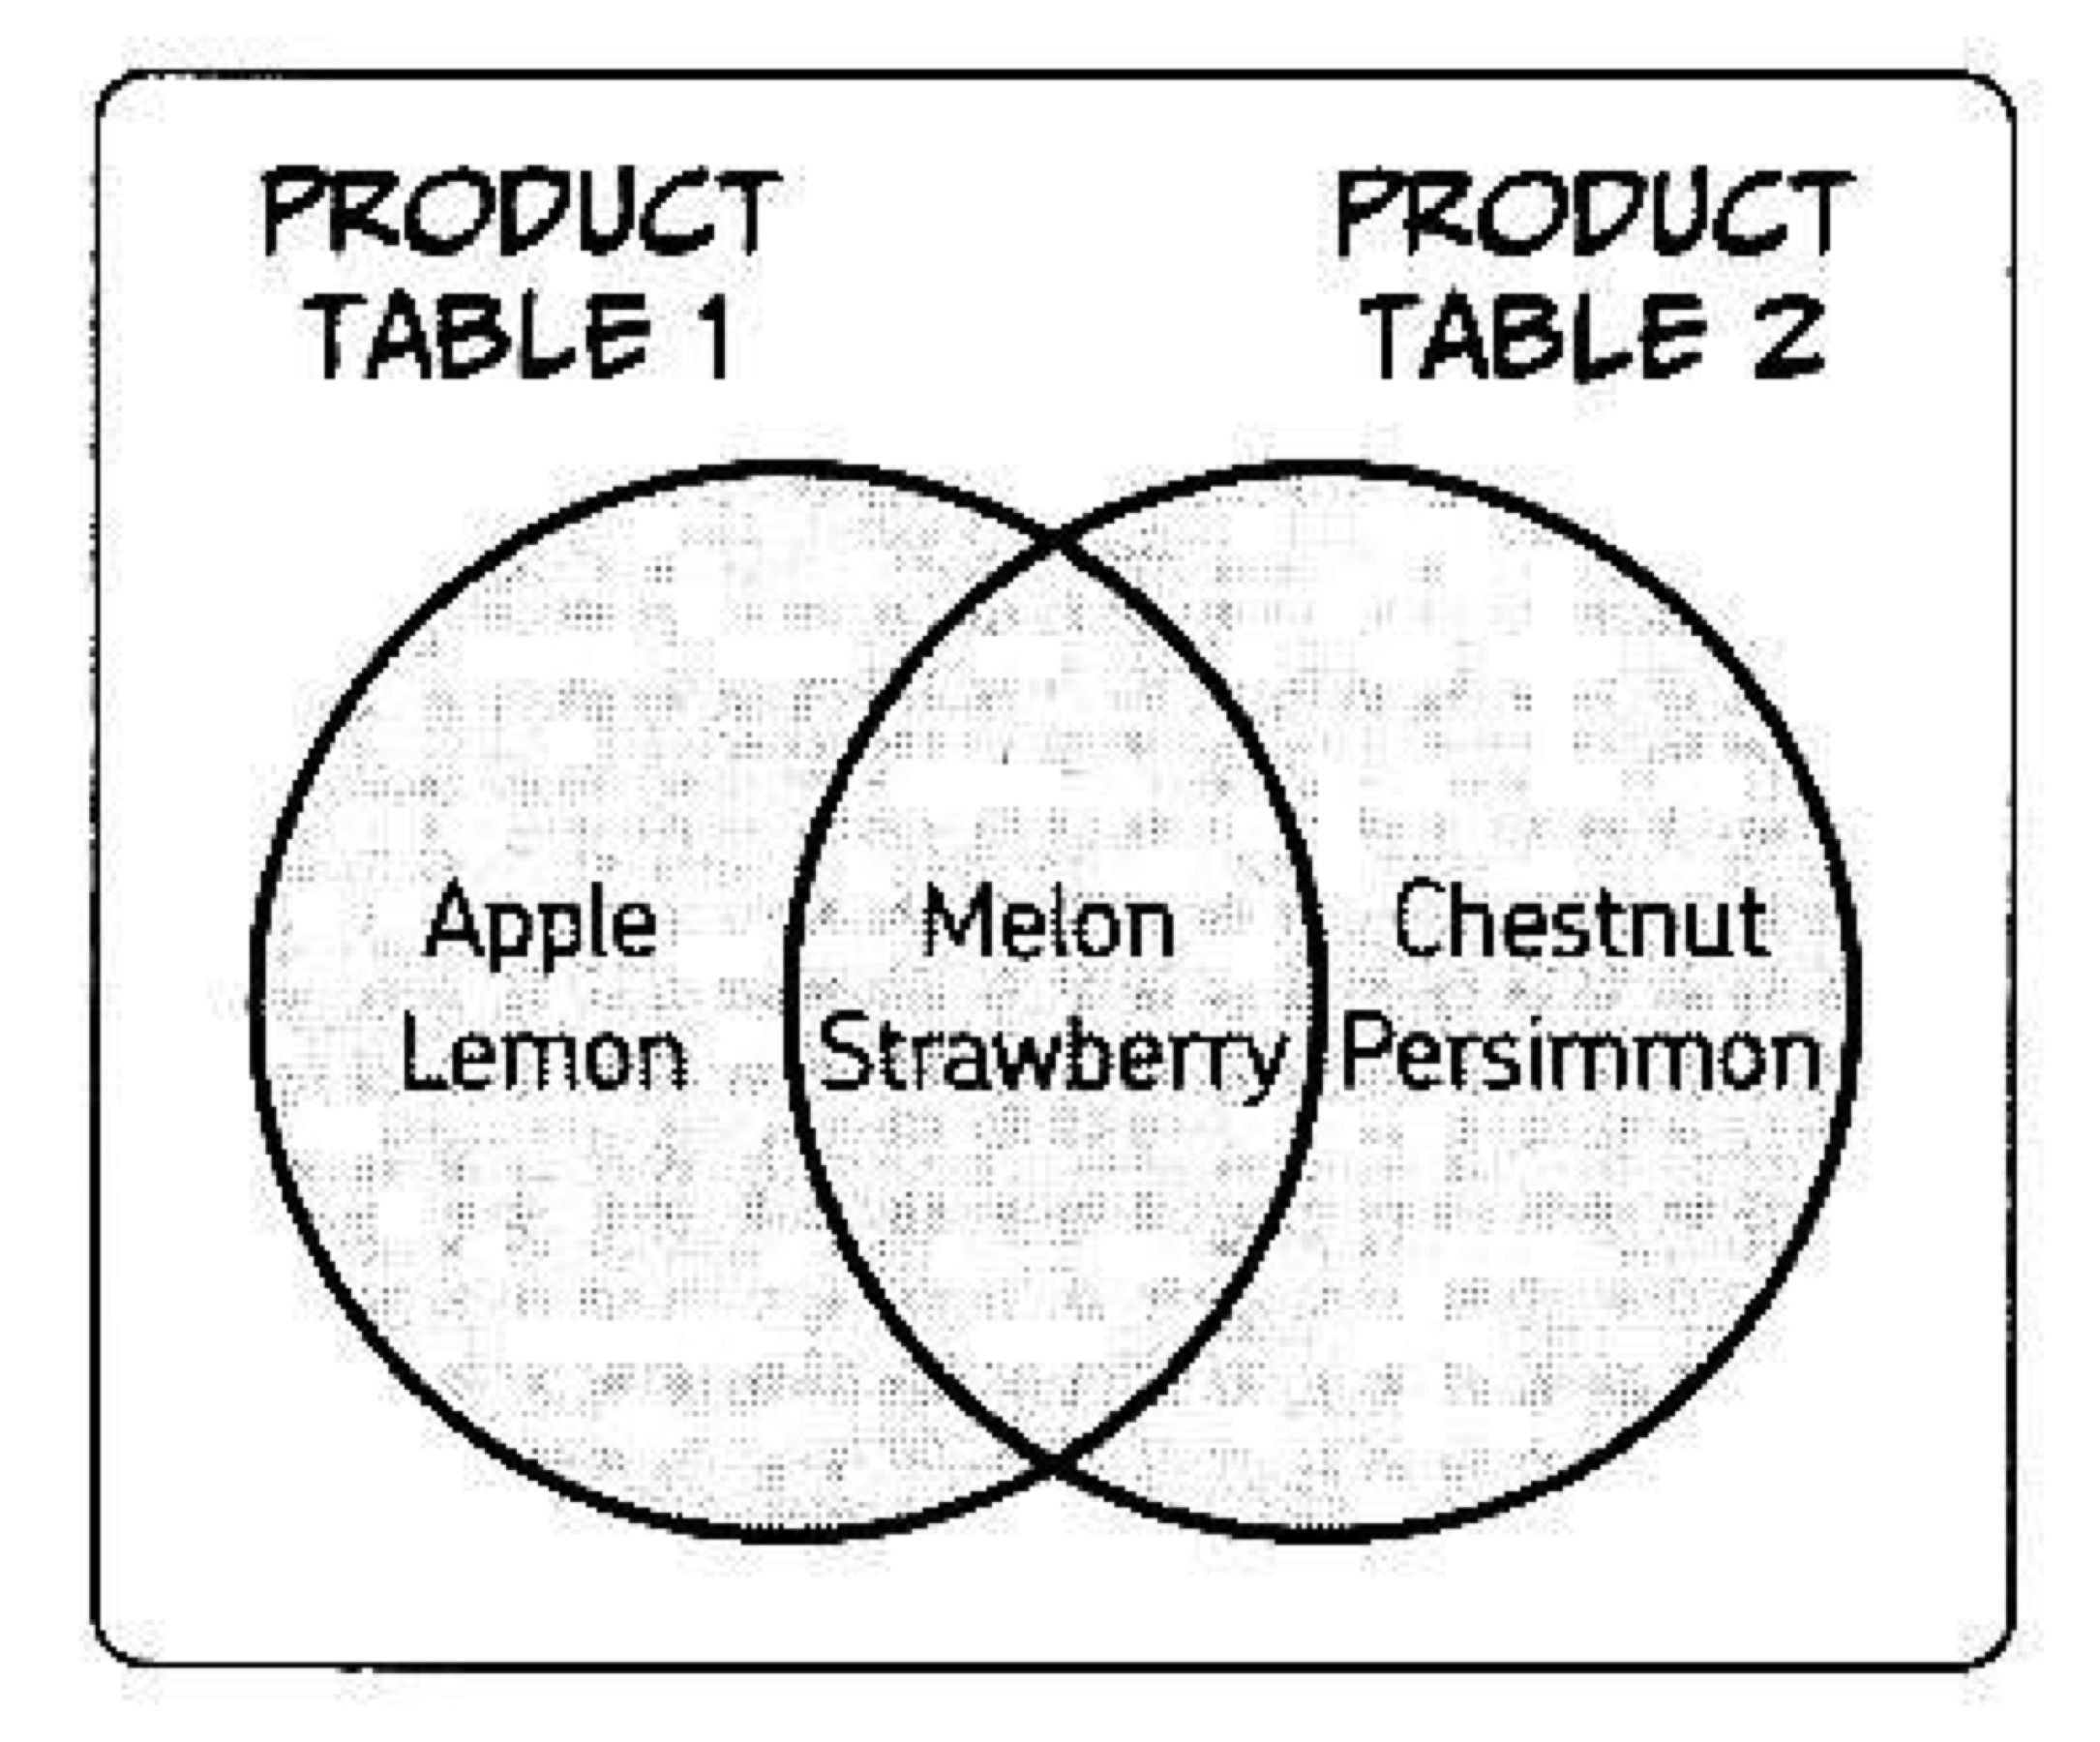 PRODUCT
TABLE 1
PRODUCT
TABLE 2
Apple
Lemon
Melon
Strawberry
Chestnut
Persimmon